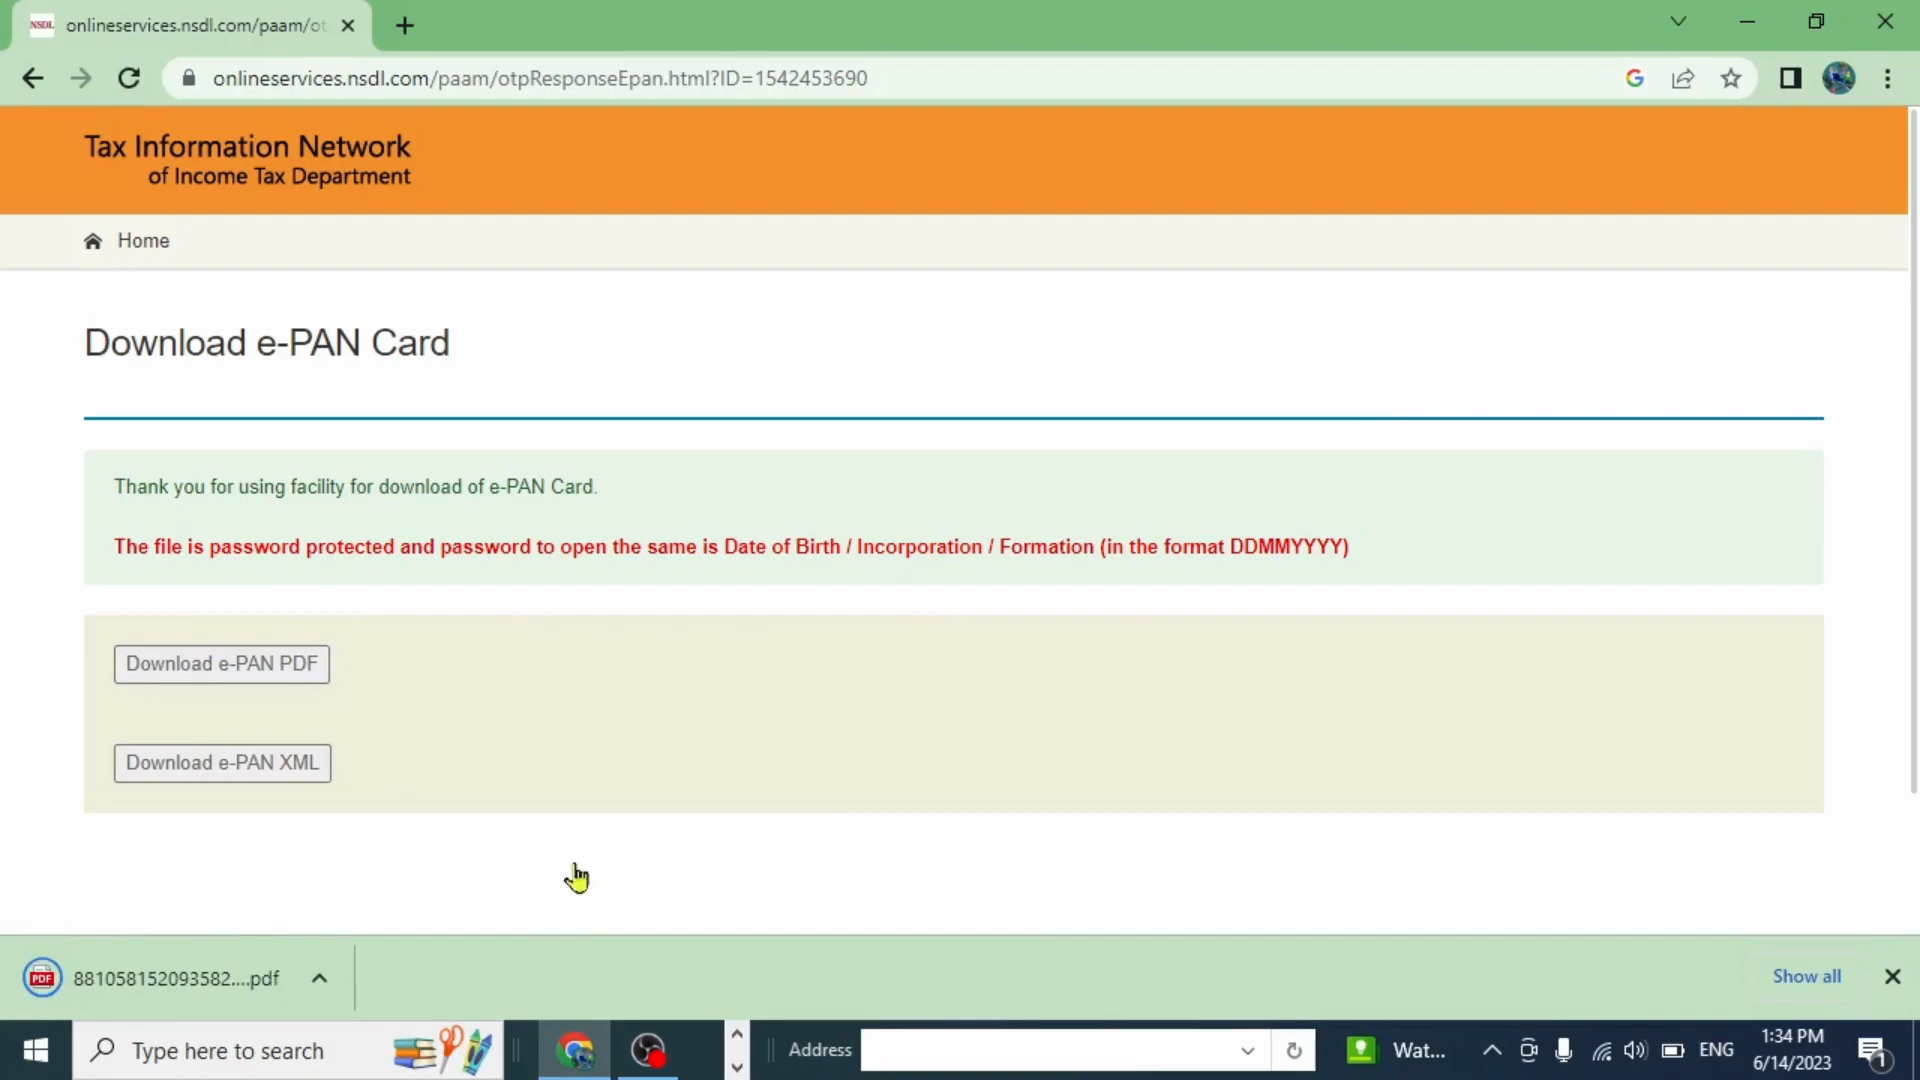 NSDL onlineservices.nsdl.com/paam/ot
onlineservices.nsdl.com/paam/otpResponseEpan.html?ID=1542453690
Tax Information Network
of Income Tax Department
Home
Download e-PAN Card
Thank you for using facility for download of e-PAN Card.
The file is password protected and password to open the same is Date of Birth / Incorporation / Formation (in the format DDMMYYYY)
Download e-PAN PDF
Download e-PAN XML
PDF 881058152093582....pdf
Show all
Type here to search
Address
Wat...
ENG
1:34 PM
6/14/2023
1